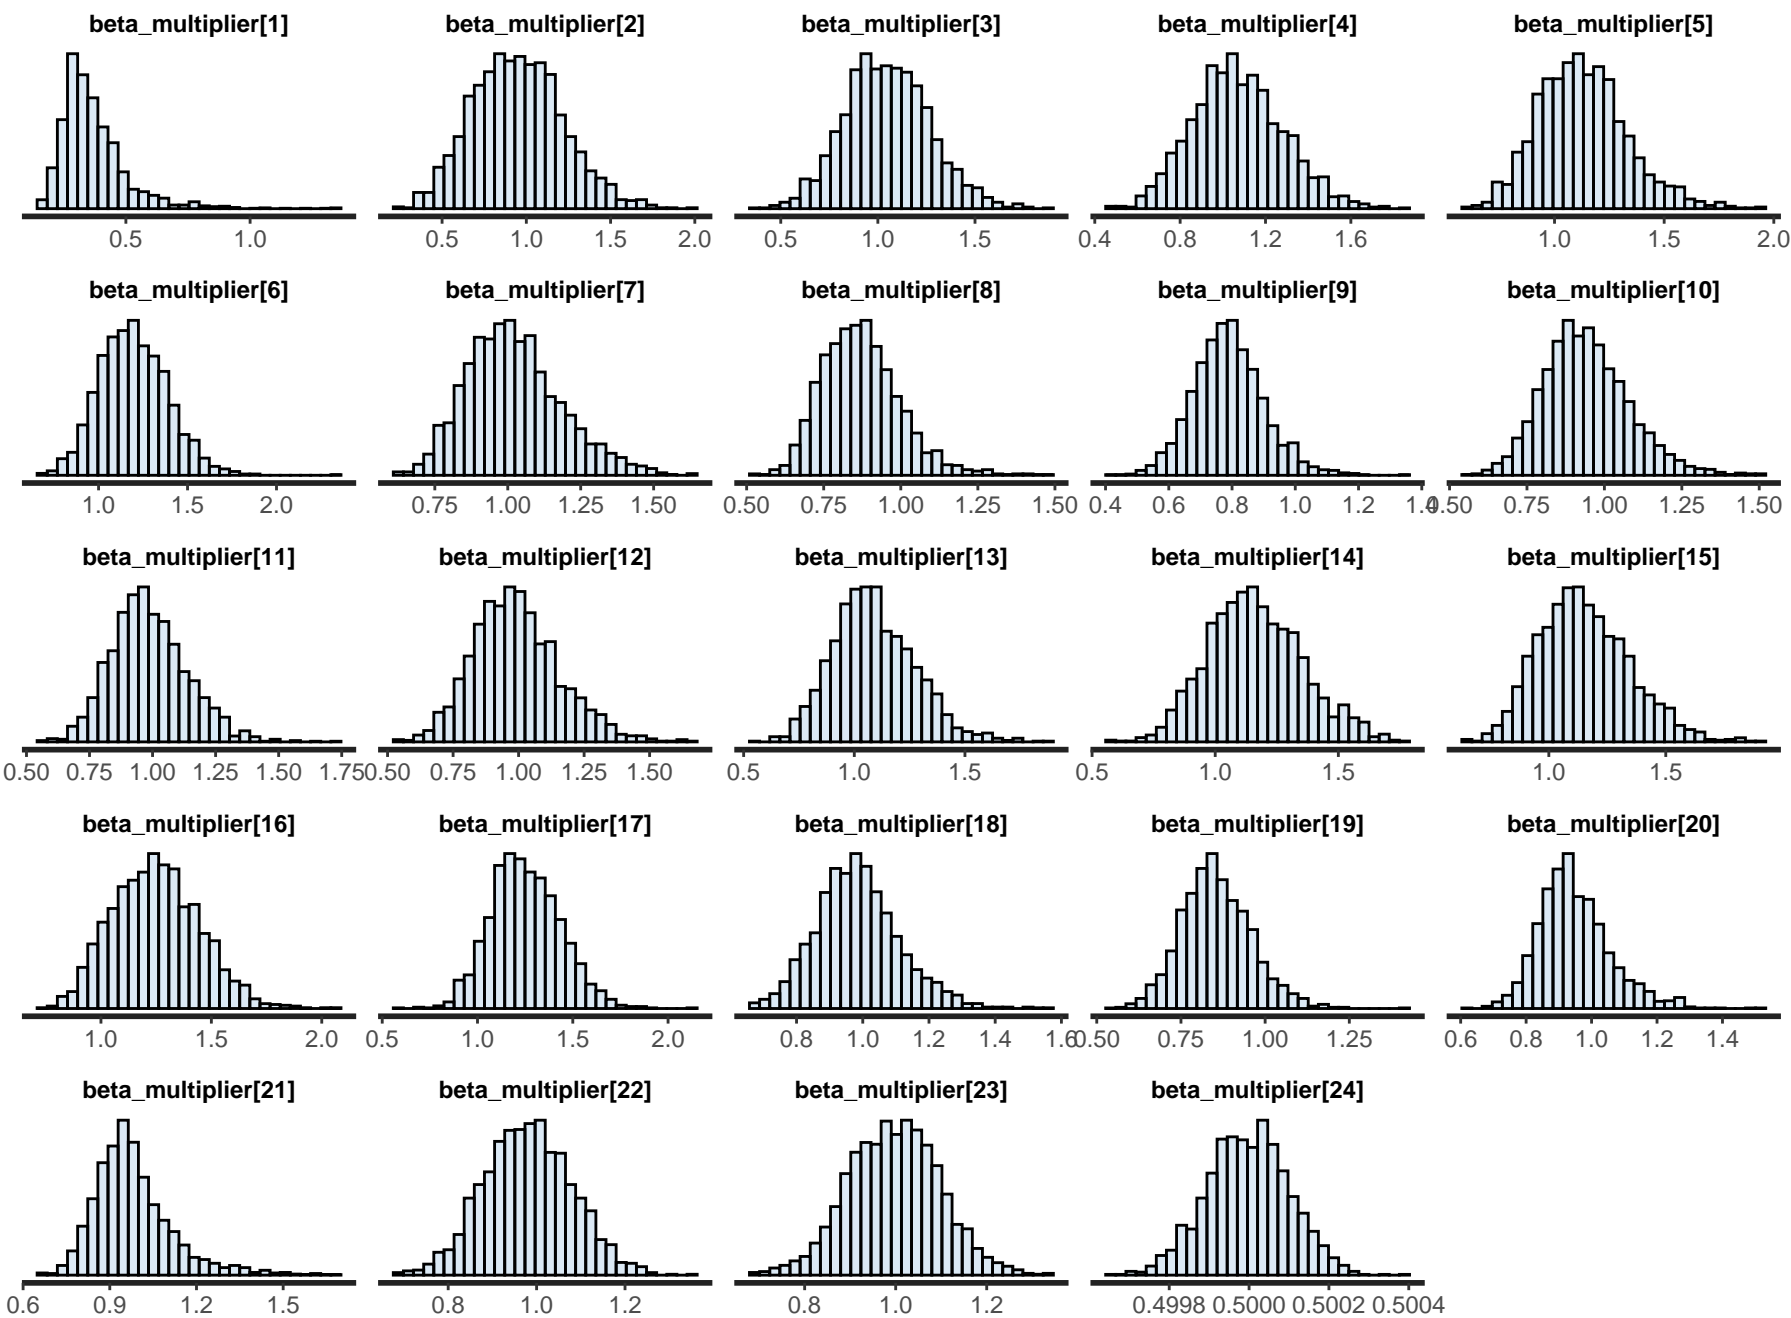 beta_multiplier[1] beta_multiplier[2] beta_multiplier[3] beta_multiplier[4] beta_multiplier[5]
0.5 1.0 0.5 1.0 1.5 2.0 0.5 1.0 1.5 0.4 0.8 1.2 1.6 1.0 1.5 2.0
beta_multiplier[6] beta_multiplier[7] beta_multiplier[8] beta_multiplier[9] beta_multiplier[10]
1.0 1.5 2.0 0.75 1.00 1.25 1.50 0.50 0.75 1.00 1.25 1.50 0.4 0.6 0.8 1.0 1.2 1.4 0.50 0.75 1.00 1.25 1.50
beta_multiplier[11] beta_multiplier[12] beta_multiplier[13] beta_multiplier[14] beta_multiplier[15]
0.50 0.75 1.00 1.25 1.50 1.75 0.50 0.75 1.00 1.25 1.50 0.5 1.0 1.5 0.5 1.0 1.5 1.0 1.5
beta_multiplier[16] beta_multiplier[17] beta_multiplier[18] beta_multiplier[19] beta_multiplier[20]
1.0 1.5 2.0 0.5 1.0 1.5 2.0 0.8 1.0 1.2 1.4 1.6 0.50 0.75 1.00 1.25 0.6 0.8 1.0 1.2 1.4
beta_multiplier[21] beta_multiplier[22] beta_multiplier[23] beta_multiplier[24]
0.6 0.9 1.2 1.5 0.8 1.0 1.2 0.8 1.0 1.2 0.4998 0.5000 0.5002 0.5004